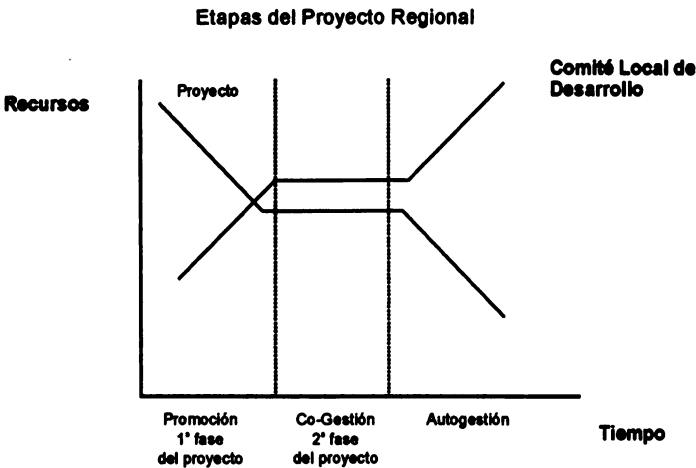 Etapas del Proyecto Regional
Comité Local de
Desarrollo
Recursos
Proyecto
Promoción
1° fase
del proyecto
Co-Gestión
2° fase
del proyecto
Autogestión
Tiempo